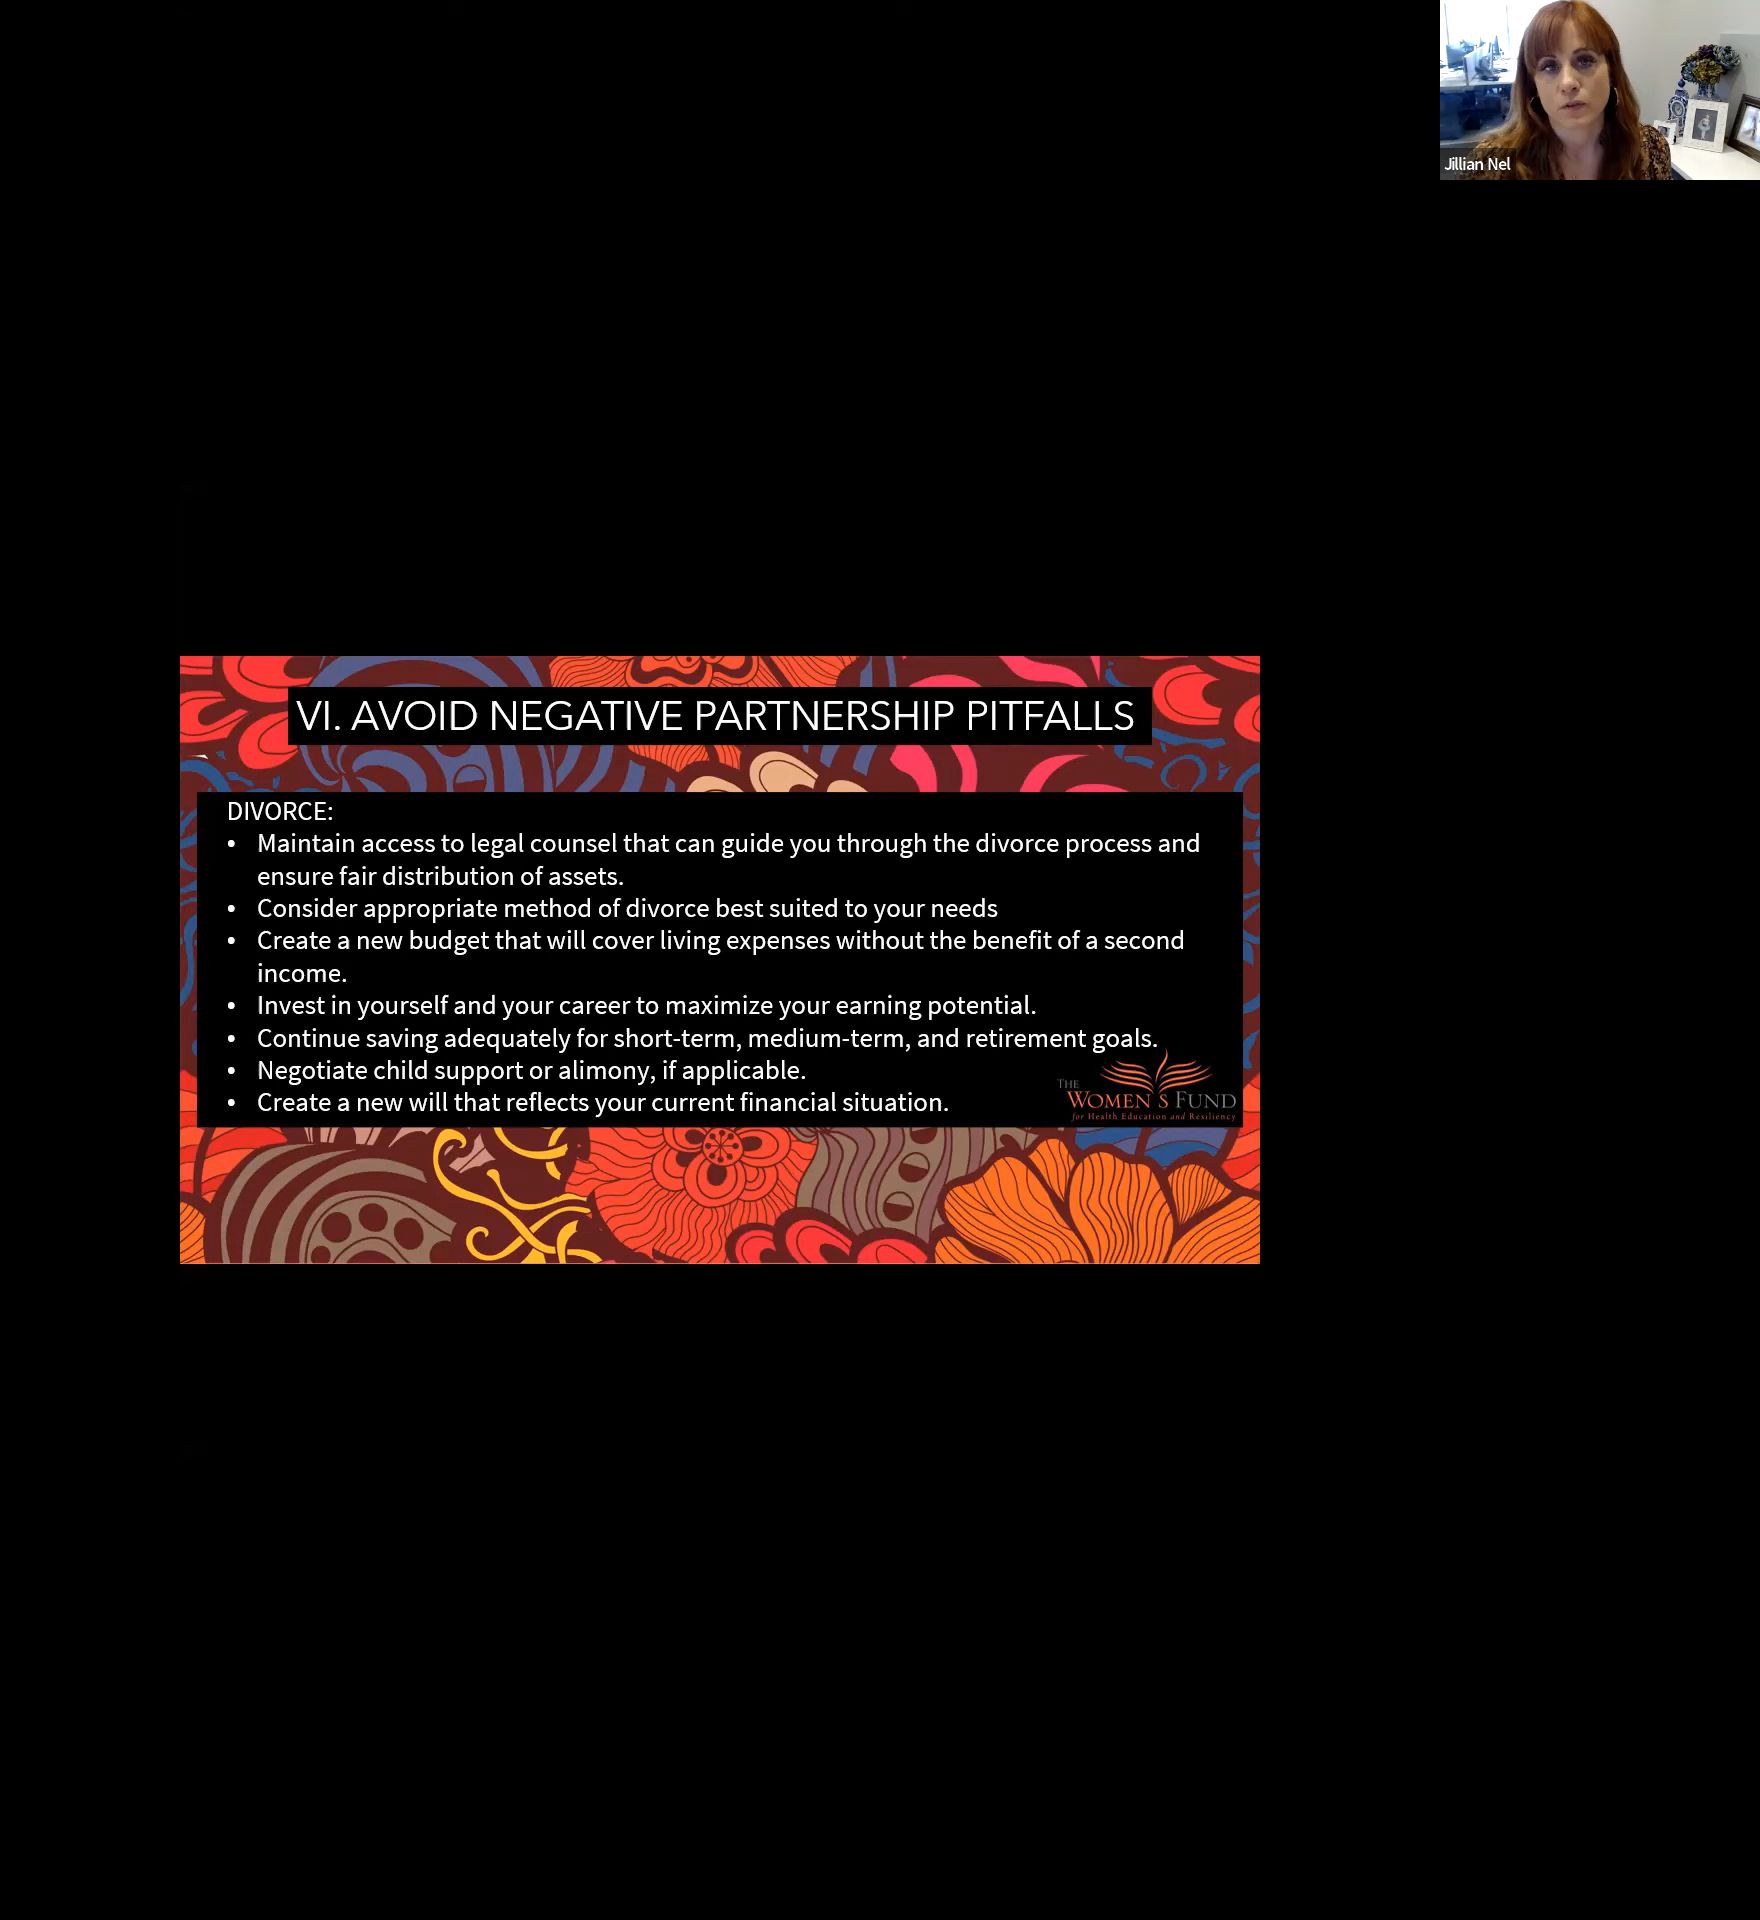 Jillian Nel
VI. AVOID NEGATIVE PARTNERSHIP PITFALLS
DIVORCE:
• Maintain access to legal counsel that can guide you through the divorce process and
ensure fair distribution of assets.
• Consider appropriate method of divorce best suited to your needs
• Create a new budget that will cover living expenses without the benefit of a second
income.
• Invest in yourself and your career to maximize your earning potential.
• Continue saving adequately for short-term, medium-term, and retirement goals.
• Negotiate child support or alimony, if applicable.
• Create a new will that reflects your current financial situation.
THE
WOMEN'S FUND
for Health Education and Resiliency